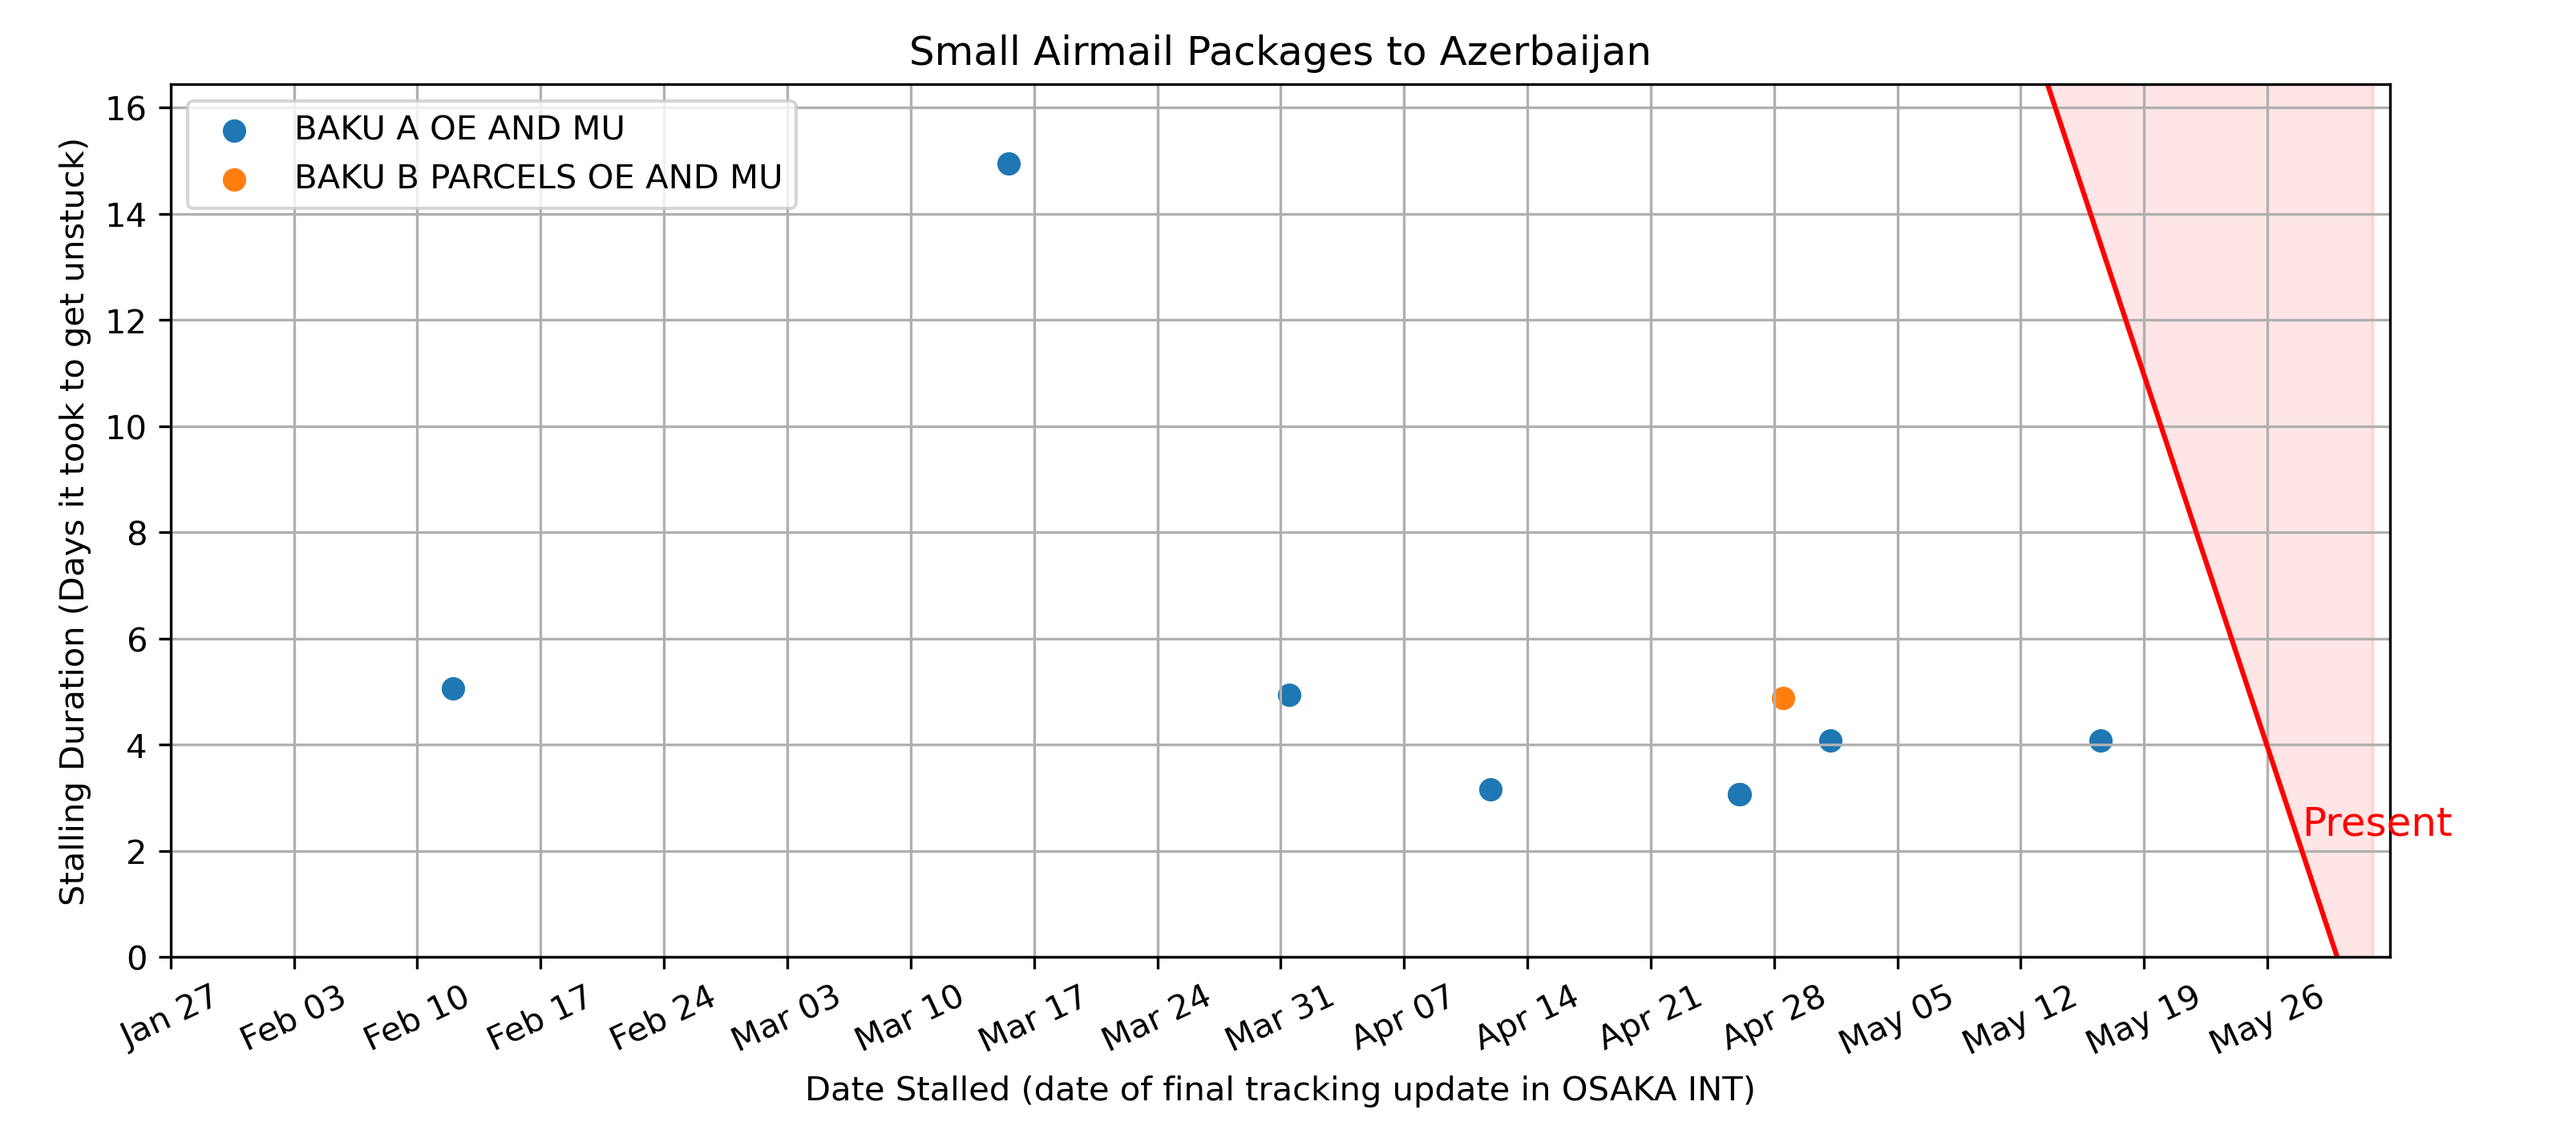 Small Airmail Packages to Azerbaijan
BAKU A OE AND MU
BAKU B PARCELS OE AND MU
Stalling Duration (Days it took to get unstuck)
16
14
12
10
8
6
4
2
0
Present
Jan 27
Feb 03
Feb 10
Feb 17
Feb 24
Mar 03
Mar 10
Mar 17
Mar 24
Mar 31
Apr 07
Apr 14
Apr 21
Apr 28
May 05
May 12
May 19
May 26
Date Stalled (date of final tracking update in OSAKA INT)